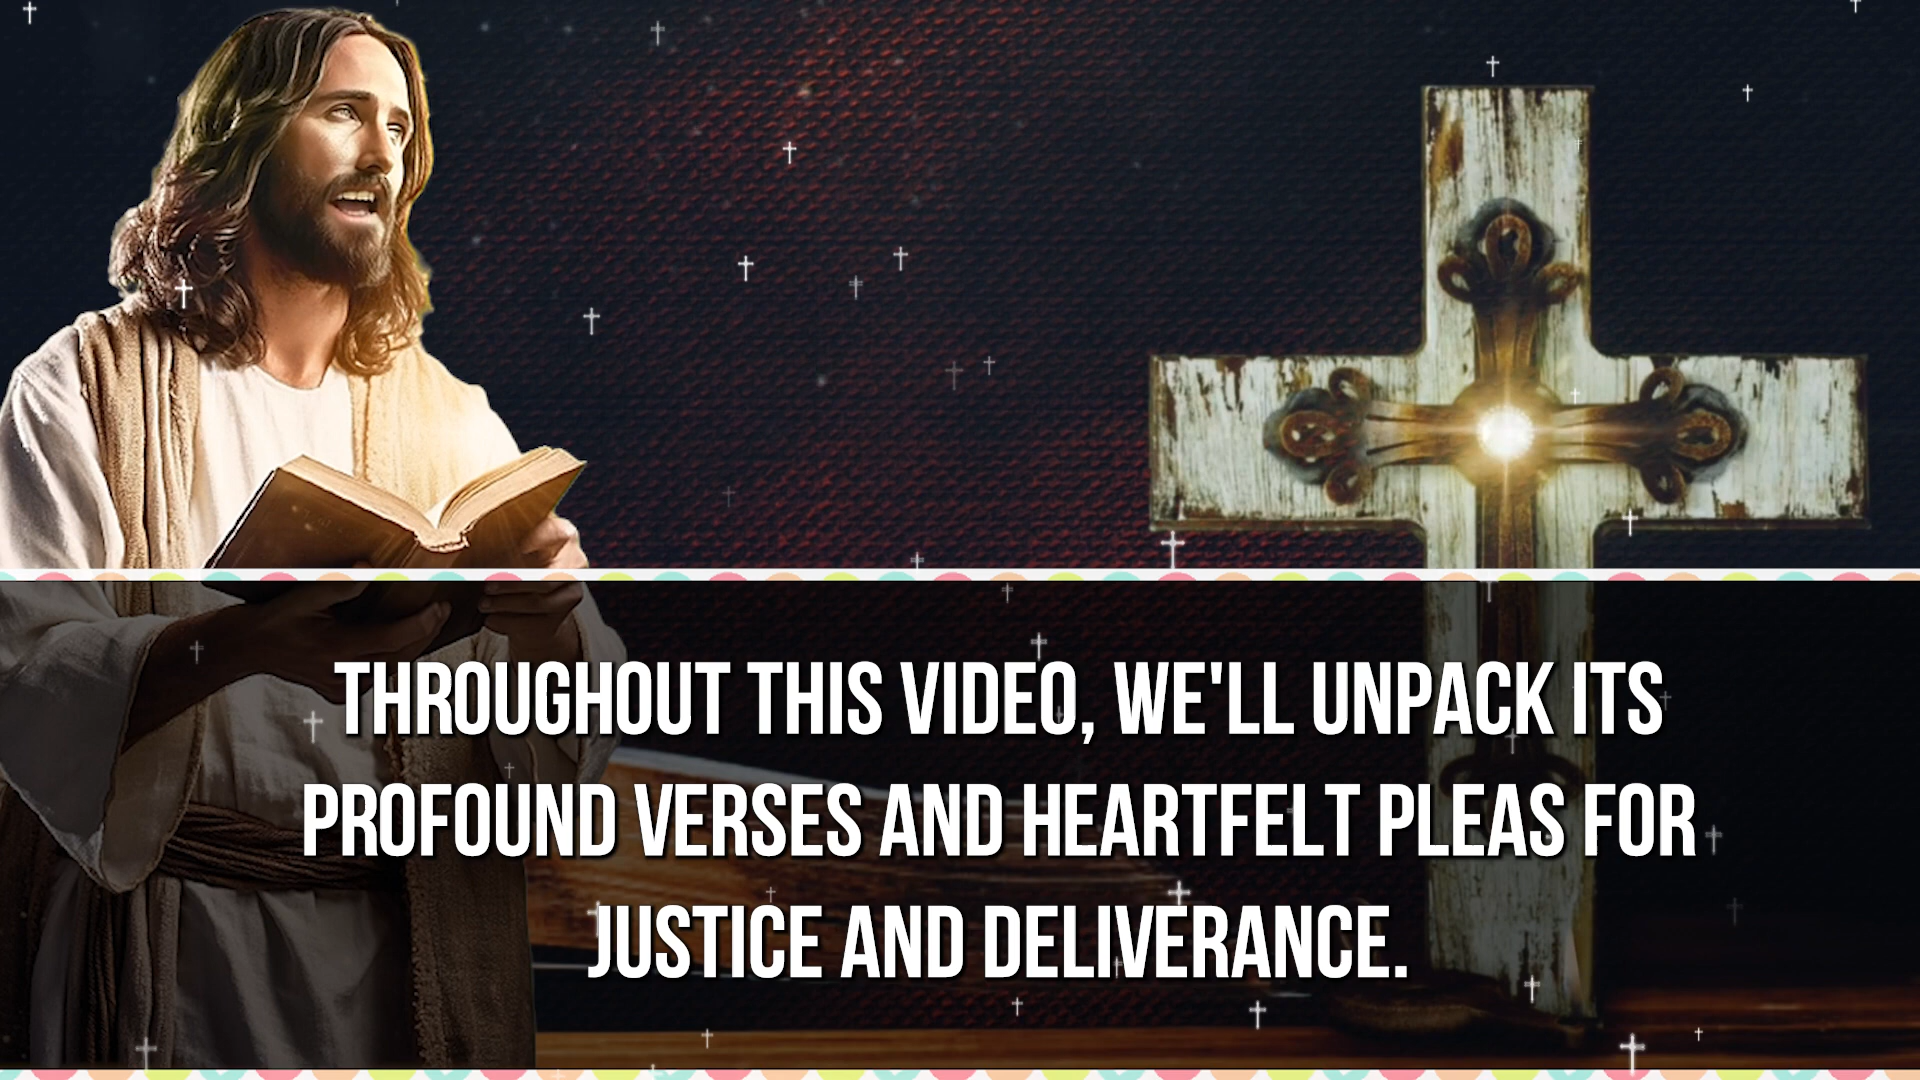 THROUGHOUT THIS VIDEO, WE'LL UNPACK ITS
PROFOUND VERSES AND HEARTFELT PLEAS FOR
JUSTICE AND DELIVERANCE.